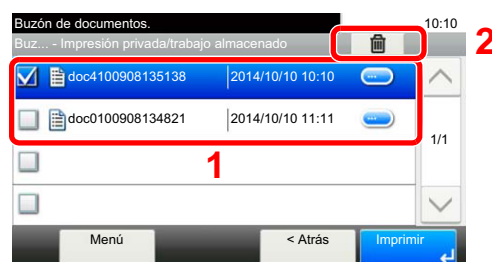 Buzón de documentos. 10:10
Buz... - Impresión privada/trabajo almacenado
2
doc4100908135138 2014/10/10 10:10
doc0100908134821 2014/10/10 11:11
1/1
1
Menú < Atrás Imprimir